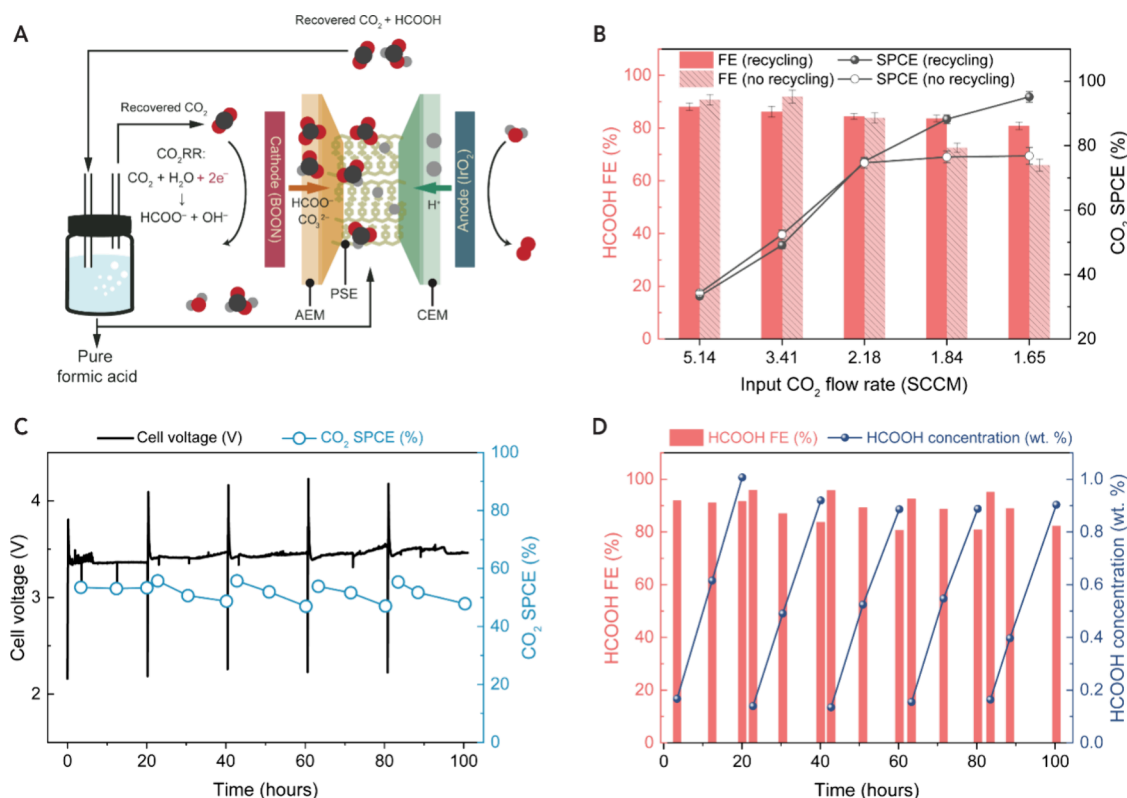 A
Recovered CO₂ + HCOOH
Recovered CO₂
CO₂RR:
CO₂ + H₂O + 2e⁻
↓
HCOO⁻ + OH⁻
Cathode (BOON)
HCOO⁻
CO₃²⁻
H⁺
Anode (IrO₂)
PSE
AEM
CEM
Pure
formic acid
B
FE (recycling) SPCE (recycling)
FE (no recycling) SPCE (no recycling)
HCOOH FE (%)
100
80
60
40
20
0
CO₂ SPCE (%)
100
80
60
40
20
5.14 3.41 2.18 1.84 1.65
Input CO₂ flow rate (SCCM)
C
Cell voltage (V) CO₂ SPCE (%)
Cell voltage (V)
4
3
2
CO₂ SPCE (%)
100
80
60
40
20
0
0 20 40 60 80 100
Time (hours)
D
HCOOH FE (%) HCOOH concentration (wt. %)
HCOOH FE (%)
100
80
60
40
20
0
HCOOH concentration (wt. %)
1.0
0.8
0.6
0.4
0.2
0.0
0 20 40 60 80 100
Time (hours)